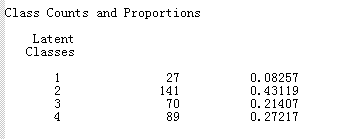 Class Counts and Proportions
Latent
Classes
1 27 0.08257
2 141 0.43119
3 70 0.21407
4 89 0.27217